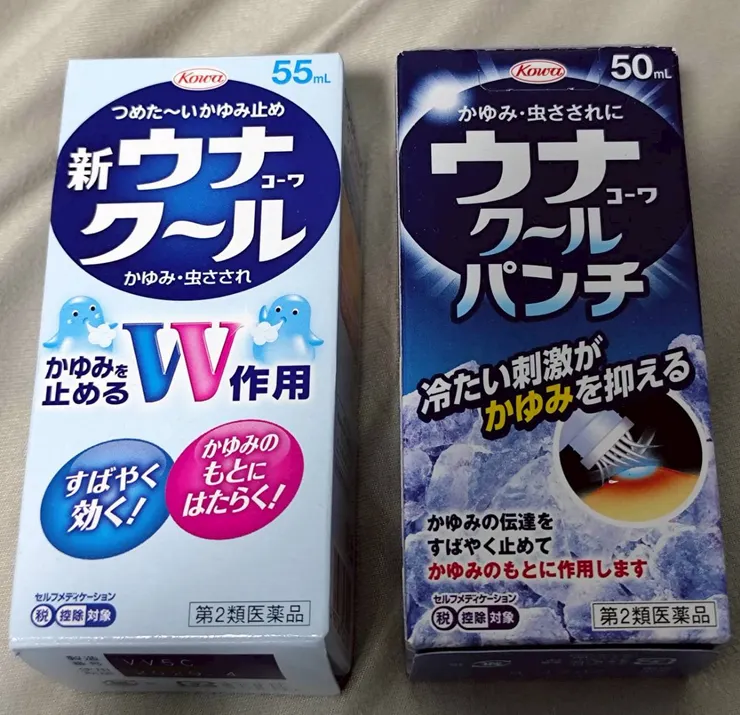 Kowa
55mL
つめた〜いかゆみ止め
新ウナ
コーワ
クール
かゆみ・虫さされ
かゆみを
止める
W
作用
すばやく
効く!
かゆみの
もとに
はたらく!
セルフメディケーション
税 控除 対象
第2類医薬品
製造
番号
Kowa
50mL
かゆみ・虫さされに
ウナ
コーワ
クール
パンチ
冷たい刺激が
かゆみを抑える
かゆみの伝達を
すばやく止めて
かゆみのもとに作用します
セルフメディケーション
税 控除 対象
第2類医薬品